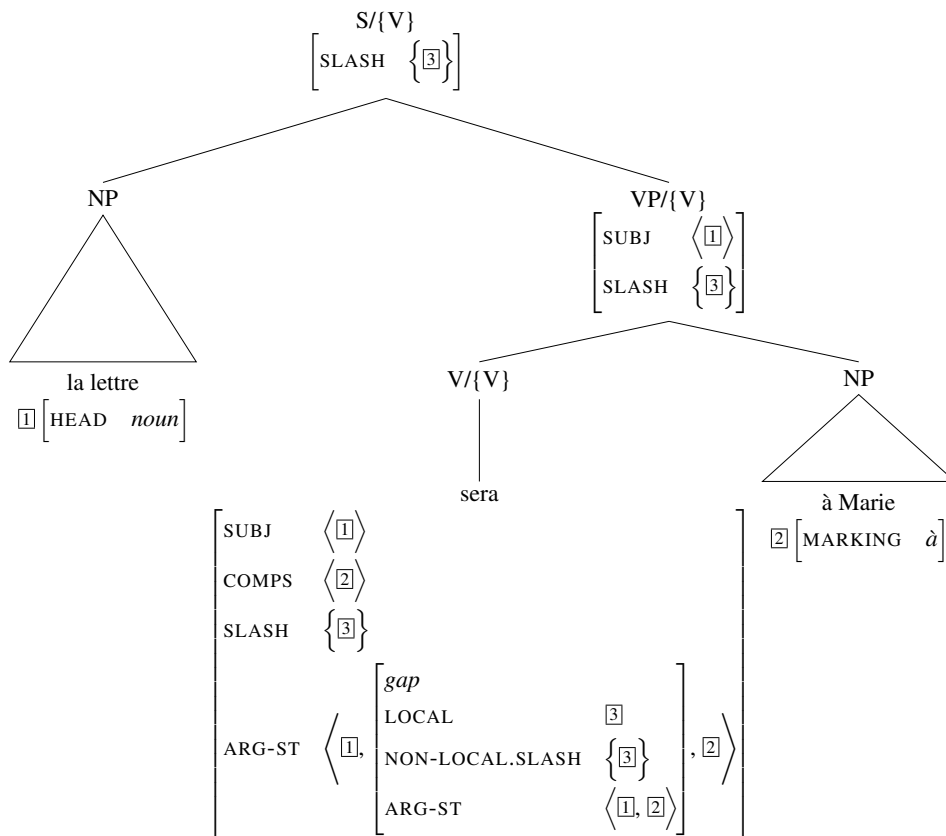 S/{V}
[SLASH {3}]
NP
VP/{V}
[SUBJ ⟨1⟩
SLASH {3}]
la lettre
1 [HEAD noun]
V/{V}
NP
sera
à Marie
2 [MARKING à]
[SUBJ ⟨1⟩
COMPS ⟨2⟩
SLASH {3}
ARG-ST ⟨1, [gap
LOCAL 3
NON-LOCAL.SLASH {3}
ARG-ST ⟨1, 2⟩], 2⟩]